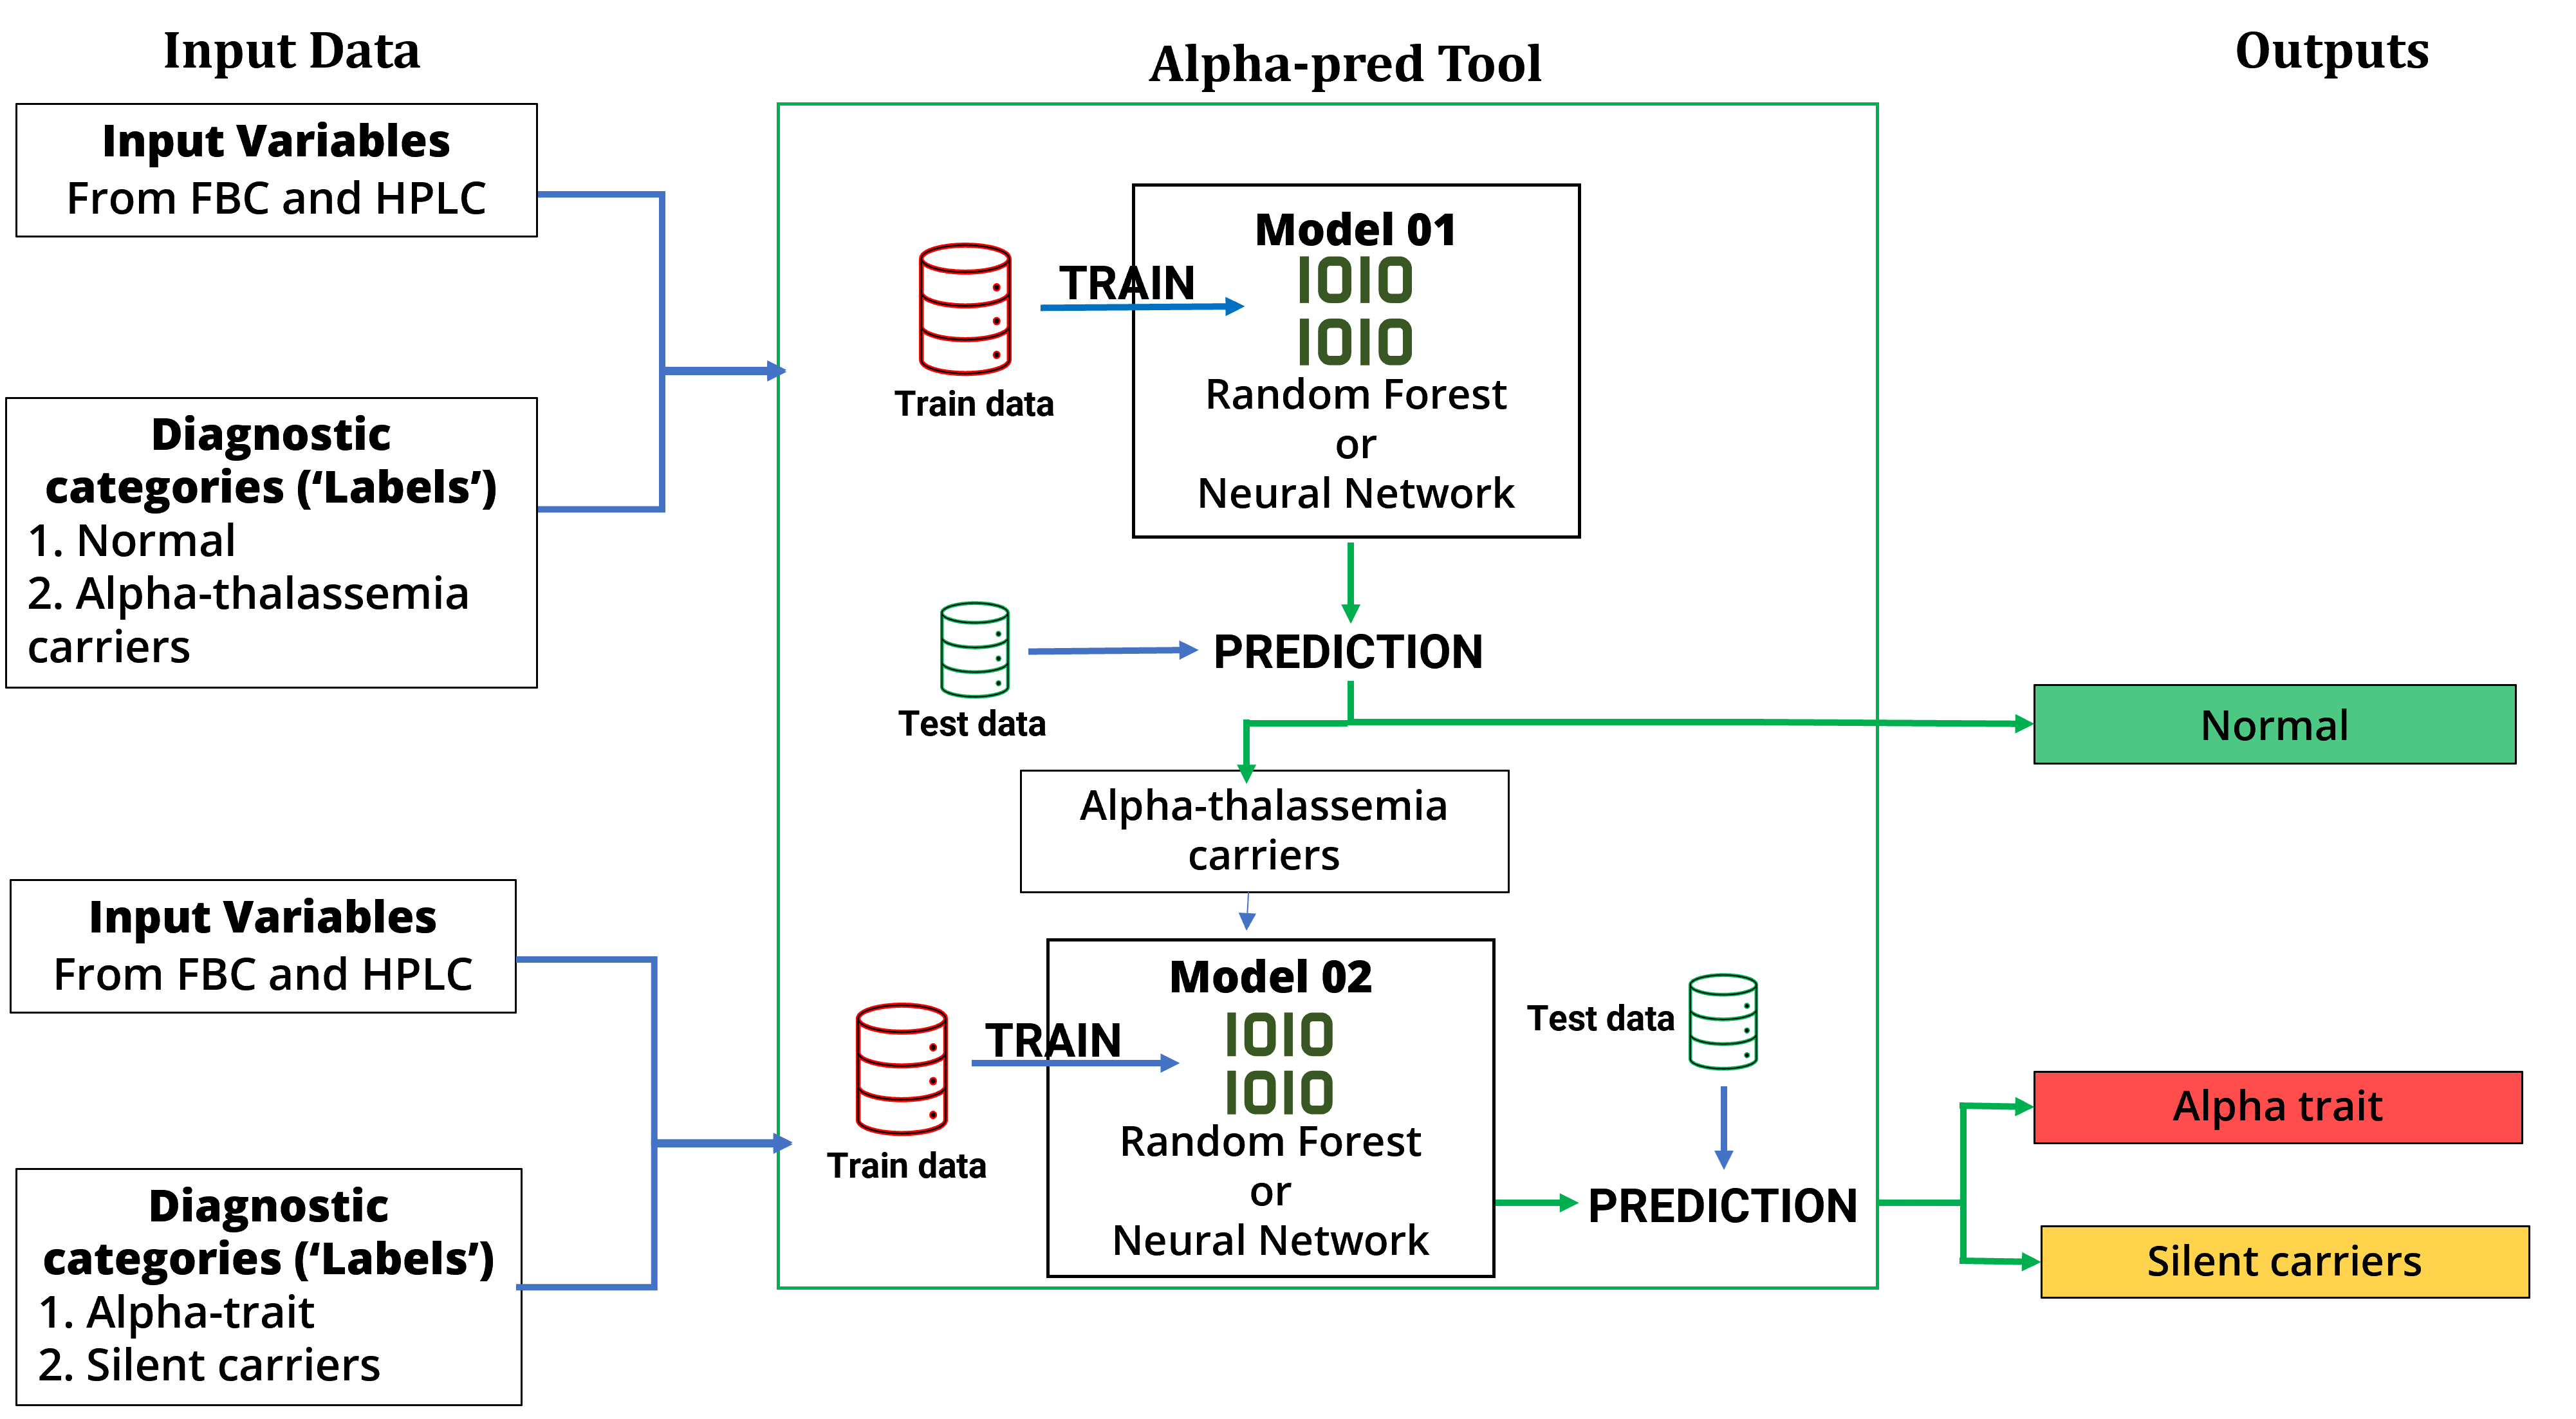 Input Data
Alpha-pred Tool
Outputs
Input Variables
From FBC and HPLC
Diagnostic
categories (‘Labels’)
1. Normal
2. Alpha-thalassemia
carriers
Input Variables
From FBC and HPLC
Diagnostic
categories (‘Labels’)
1. Alpha-trait
2. Silent carriers
Train data
TRAIN
Model 01
1010
1010
Random Forest
or
Neural Network
Test data
PREDICTION
Alpha-thalassemia
carriers
Train data
TRAIN
Model 02
1010
1010
Random Forest
or
Neural Network
Test data
PREDICTION
Normal
Alpha trait
Silent carriers